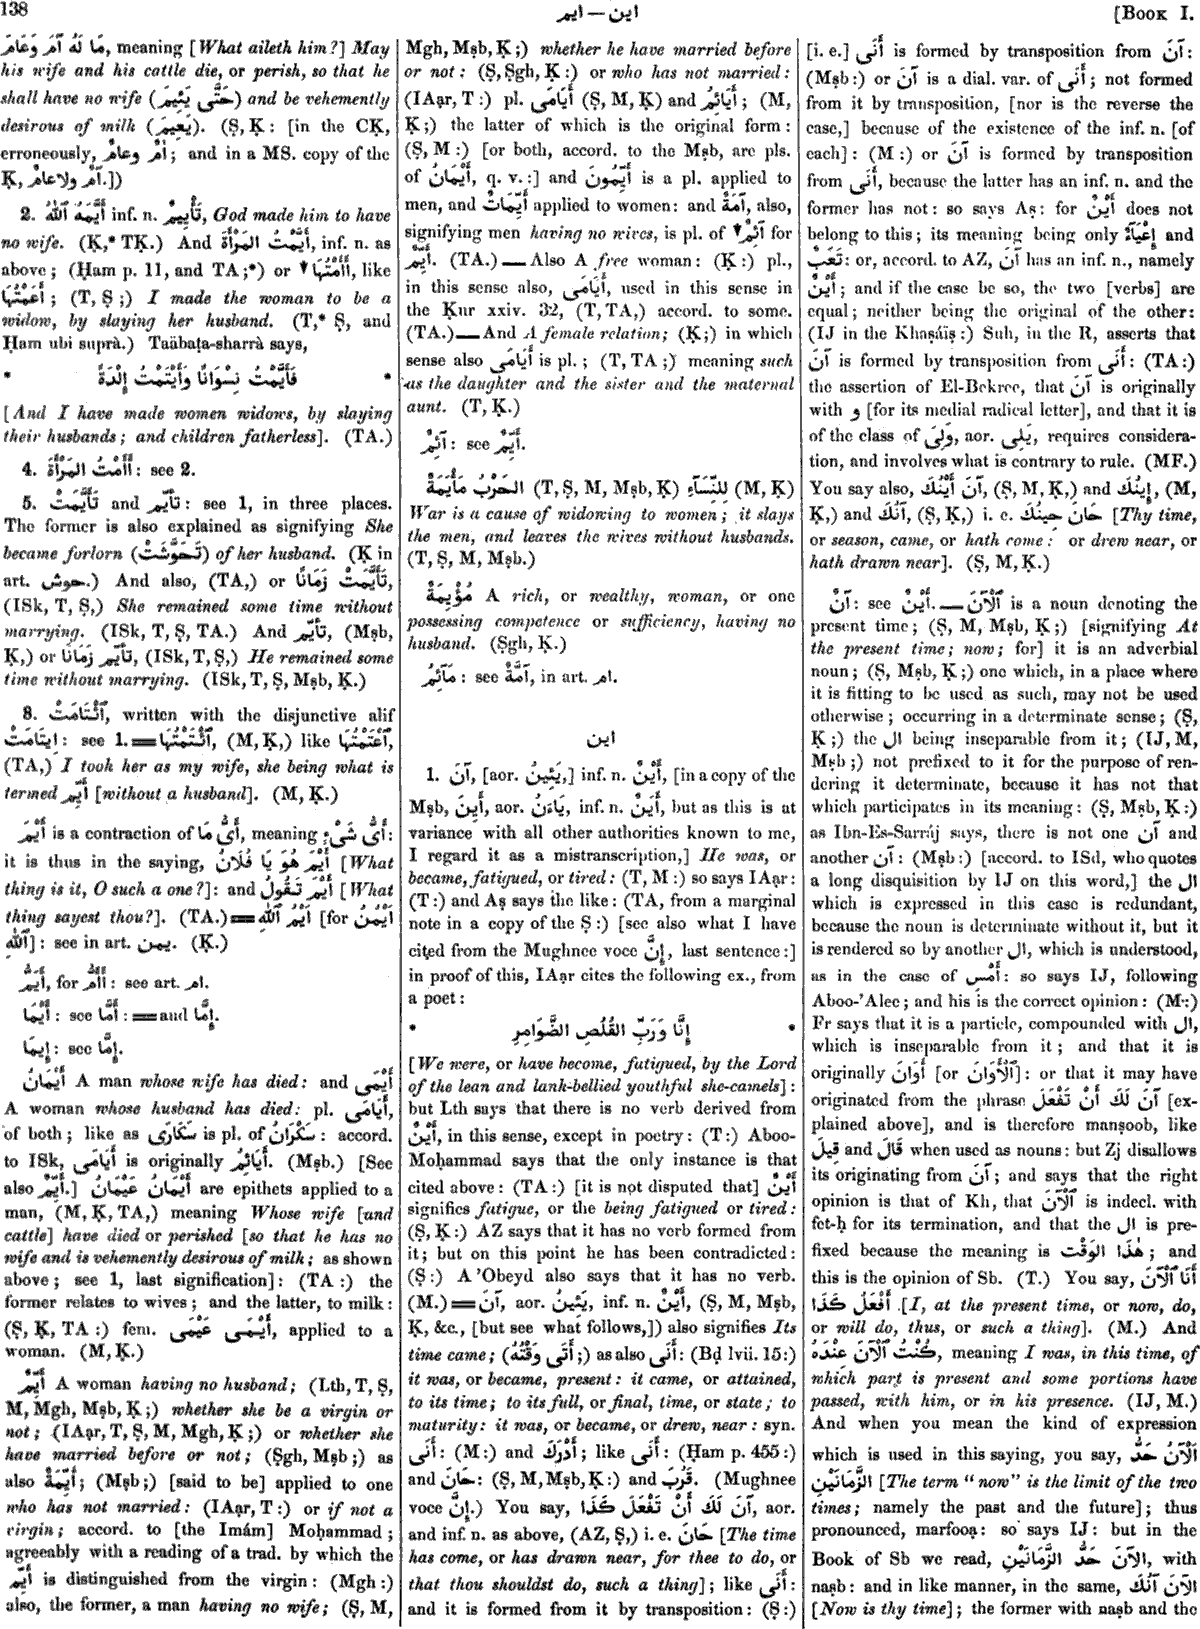 138
اين — ايم
[BOOK I.
مَا لَهُ آمَ وَعَامَ, meaning [What aileth him?] May
his wife and his cattle die, or perish, so that he
shall have no wife (حَتَّى يَئِيمَ) and be vehemently
desirous of milk (يَعِيمَ). (Ṣ, Ḳ: [in the CḲ,
erroneously, اٰمٌ وعامٌ; and in a MS. copy of the
Ḳ, آمٌ ولاعامٌ.])
2. أَيَّمَهُ ٱللّٰهُ inf. n. تَأْيِيمٌ, God made him to have
no wife. (Ḳ,* TḲ.) And أَيَّمْتُ المَرْأَةَ, inf. n. as
above; (Ḥam p. 11, and TA;*) or ▼ أَأَمْتُهَا, like
أَعَمْتُهَا; (T, Ṣ;) I made the woman to be a
widow, by slaying her husband. (T,* Ṣ, and
Ḥam ubi suprà.) Taäbaṭa-sharrà says,
* فَأَيَّمْتُ نِسْوَانًا وَأَيْتَمْتُ إِلْدَةً *
[And I have made women widows, by slaying
their husbands; and children fatherless]. (TA.)
4. أَأَمْتُ المَرْأَةَ: see 2.
5. تَأَيَّمَتْ and تأيّم: see 1, in three places.
The former is also explained as signifying She
became forlorn (تَحَوَّشَتْ) of her husband. (Ḳ in
art. حوش.) And also, (TA,) or تَأَيَّمَتْ زَمَانًا,
(ISk, T, Ṣ,) She remained some time without
marrying. (ISk, T, Ṣ, TA.) And تأيّم, (Mṣb,
Ḳ,) or تأيّم زَمَانًا, (ISk, T, Ṣ,) He remained some
time without marrying. (ISk, T, Ṣ, Mṣb, Ḳ.)
8. ٱئْتَامَتْ, written with the disjunctive alif
اِيتَامَتْ: see 1.═ٱئْتَمْتُهَا, (M, Ḳ,) like ٱعْتَمْتُهَا,
(TA,) I took her as my wife, she being what is
termed أَيِّم [without a husband]. (M, Ḳ.)
أَيْمَ is a contraction of أَىُّ مَا, meaning أَىُّ شَىْءٍ:
it is thus in the saying, أَيْمَ هُوَ يَا فُلَانُ [What
thing is it, O such a one?]: and أَيْمَ تَقُولُ [What
thing sayest thou?]. (TA.)═أَيْمُ ٱللّٰهِ [for أَيْمُنُ
ٱللّٰهِ]: see in art. يمن. (Ḳ.)
أَيَمُّ, for أَأَمُّ: see art. ام.
أَيْمَا: see أَمَّا:═and إِمَّا.
إِيمَا: see إِمَّا.
أَيْمَانُ A man whose wife has died: and أَيْمَى
A woman whose husband has died: pl. أَيَامَى,
of both; like as سَكَارَى is pl. of سَكْرَانُ: accord.
to ISk, أَيَامَى is originally أَيَائِمُ. (Mṣb.) [See
also أَيِّمٌ.] أَيْمَانُ عَيْمَانُ are epithets applied to a
man, (M, Ḳ, TA,) meaning Whose wife [and
cattle] have died or perished [so that he has no
wife and is vehemently desirous of milk; as shown
above; see 1, last signification]: (TA:) the
former relates to wives; and the latter, to milk:
(Ṣ, Ḳ, TA:) fem. أَيْمَى عَيْمَى, applied to a
woman. (M, Ḳ.)
أَيِّمٌ A woman having no husband; (Lth, T, Ṣ,
M, Mgh, Mṣb, Ḳ;) whether she be a virgin or
not; (IAạr, T, Ṣ, M, Mgh, Ḳ;) or whether she
have married before or not; (Ṣgh, Mṣb;) as
also أَيِّمَةٌ; (Mṣb;) [said to be] applied to one
who has not married: (IAạr, T:) or if not a
virgin; accord. to [the Imám] Moḥammad;
agreeably with a reading of a trad. by which the
أَيِّم is distinguished from the virgin: (Mgh:)
also, the former, a man having no wife; (Ṣ, M,
Mgh, Mṣb, Ḳ;) whether he have married before
or not: (Ṣ, Ṣgh, Ḳ:) or who has not married:
(IAạr, T:) pl. أَيَامَى (Ṣ, M, Ḳ) and أَيَائِمُ; (M,
Ḳ;) the latter of which is the original form:
(Ṣ, M:) [or both, accord. to the Mṣb, are pls.
of أَيْمَانُ, q. v.:] and أَيِّمُونَ is a pl. applied to
men, and أَيِّمَاتٌ applied to women: and آمَةٌ, also,
signifying men having no wives, is pl. of ▼ آئِمٌ for
أَيِّمٌ. (TA.)—Also A free woman: (Ḳ:) pl.,
in this sense also, أَيَامَى, used in this sense in
the Ḳur xxiv. 32, (T, TA,) accord. to some.
(TA.)—And A female relation; (Ḳ;) in which
sense also أَيَامَى is pl.; (T, TA;) meaning such
as the daughter and the sister and the maternal
aunt. (T, Ḳ.)
آئِمٌ: see أَيِّمٌ.
الحَرْبُ مَأْيَمَةٌ (T, Ṣ, M, Mṣb, Ḳ) لِلنِّسَآءِ (M, Ḳ)
War is a cause of widowing to women; it slays
the men, and leaves the wives without husbands.
(T, Ṣ, M, Mṣb.)
مُؤْيِمَةٌ A rich, or wealthy, woman, or one
possessing competence or sufficiency, having no
husband. (Ṣgh, Ḳ.)
مَآئِمُ: see آمَّةٌ, in art. ام.
اين
1. آنَ, [aor. يَئِينُ,] inf. n. أَيْنٌ, [in a copy of the
Mṣb, أَيِنَ, aor. يَاءَنُ, inf. n. أَيَنٌ, but as this is at
variance with all other authorities known to me,
I regard it as a mistranscription,] He was, or
became, fatigued, or tired: (T, M:) so says IAạr:
(T:) and Aṣ says the like: (TA, from a marginal
note in a copy of the Ṣ:) [see also what I have
cited from the Mughnee voce إِنَّ, last sentence:]
in proof of this, IAạr cites the following ex., from
a poet:
* إِنَّا وَرَبِّ القُلُصِ الضَّوَامِرِ *
[We were, or have become, fatigued, by the Lord
of the lean and lank-bellied youthful she-camels]:
but Lth says that there is no verb derived from
أَيْنٌ, in this sense, except in poetry: (T:) Aboo-
Moḥammad says that the only instance is that
cited above: (TA:) [it is not disputed that] أَيْنٌ
signifies fatigue, or the being fatigued or tired:
(Ṣ, Ḳ:) AZ says that it has no verb formed from
it; but on this point he has been contradicted:
(Ṣ:) A'Obeyd also says that it has no verb.
(M.)═آنَ, aor. يَئِينُ, inf. n. أَيْنٌ, (Ṣ, M, Mṣb,
Ḳ, &c., [but see what follows,]) also signifies Its
time came; (أَتَى وَقْتُهُ;) as also أَنَى: (Bḍ lvii. 15:)
it was, or became, present: it came, or attained,
to its time; to its full, or final, time, or state; to
maturity: it was, or became, or drew, near: syn.
أَنَى: (M:) and أَدْرَكَ; like أَنَى: (Ḥam p. 455:)
and حَانَ: (Ṣ, M, Mṣb, Ḳ:) and قَرُبَ. (Mughnee
voce إِنَّ.) You say, آنَ لَكَ أَنْ تَفْعَلَ كَذَا, aor.
and inf. n. as above, (AZ, Ṣ,) i. e. حَانَ [The time
has come, or has drawn near, for thee to do, or
that thou shouldst do, such a thing]; like أَنَى:
and it is formed from it by transposition: (Ṣ:)
[i. e.] أَنَى is formed by transposition from آنَ:
(Mṣb:) or آنَ is a dial. var. of أَنَى; not formed
from it by transposition, [nor is the reverse the
case,] because of the existence of the inf. n. [of
each]: (M:) or آنَ is formed by transposition
from أَنَى, because the latter has an inf. n. and the
former has not: so says Aṣ: for أَيْنٌ does not
belong to this; its meaning being only إِعْيَآءٌ and
تَعَبٌ: or, accord. to AZ, آنَ has an inf. n., namely
أَيْنٌ; and if the case be so, the two [verbs] are
equal; neither being the original of the other:
(IJ in the Khaṣáïṣ:) Suh, in the R, asserts that
آنَ is formed by transposition from أَنَى: (TA:)
the assertion of El-Bekree, that آنَ is originally
with و [for its medial radical letter], and that it is
of the class of وَلِىَ, aor. يَلِى, requires considera-
tion, and involves what is contrary to rule. (MF.)
You say also, آنَ أَيْنُكَ, (Ṣ, M, Ḳ,) and إِينُكَ, (M,
Ḳ,) and آنُكَ, (Ṣ, Ḳ,) i. e. حَانَ حِينُكَ [Thy time,
or season, came, or hath come: or drew near, or
hath drawn near]. (Ṣ, M, Ḳ.)
آنٌ: see أَيْنٌ.—ٱلْآنَ is a noun denoting the
present time; (Ṣ, M, Mṣb, Ḳ;) [signifying At
the present time; now; for] it is an adverbial
noun; (Ṣ, Mṣb, Ḳ;) one which, in a place where
it is fitting to be used as such, may not be used
otherwise; occurring in a determinate sense; (Ṣ,
Ḳ;) the ال being inseparable from it; (IJ, M,
Mṣb;) not prefixed to it for the purpose of ren-
dering it determinate, because it has not that
which participates in its meaning: (Ṣ, Mṣb, Ḳ:)
as Ibn-Es-Sarráj says, there is not one آن and
another آن: (Mṣb:) [accord. to ISd, who quotes
a long disquisition by IJ on this word,] the ال
which is expressed in this case is redundant,
because the noun is determinate without it, but it
is rendered so by another ال, which is understood,
as in the case of أَمْسِ: so says IJ, following
Aboo-'Alee; and his is the correct opinion: (M:)
Fr says that it is a particle, compounded with ال,
which is inseparable from it; and that it is
originally أَوَانَ [or ٱلْأَوَانَ]: or that it may have
originated from the phrase آنَ لَكَ أَنْ تَفْعَلَ [ex-
plained above], and is therefore manṣoob, like
قِيلَ and قَالَ when used as nouns: but Zj disallows
its originating from آنَ; and says that the right
opinion is that of Kh, that ٱلْآنَ is indecl. with
fet-ḥ for its termination, and that the ال is pre-
fixed because the meaning is هٰذَا الوَقْت; and
this is the opinion of Sb. (T.) You say, أَنَا ٱلْآنَ
أَفْعَلُ كَذَا [I, at the present time, or now, do,
or will do, thus, or such a thing]. (M.) And
كُنْتُ ٱلْآنَ عِنْدَهُ, meaning I was, in this time, of
which part is present and some portions have
passed, with him, or in his presence. (IJ, M.)
And when you mean the kind of expression
which is used in this saying, you say, الآنُ حَدُّ
الزَّمَانَيْنِ [The term "now" is the limit of the two
times; namely the past and the future]; thus
pronounced, marfooạ: so says IJ: but in the
Book of Sb we read, الآنَ حَدُّ الزَّمَانَيْنِ, with
naṣb: and in like manner, in the same, الآنَ آنُكَ
[Now is thy time]; the former with naṣb and the